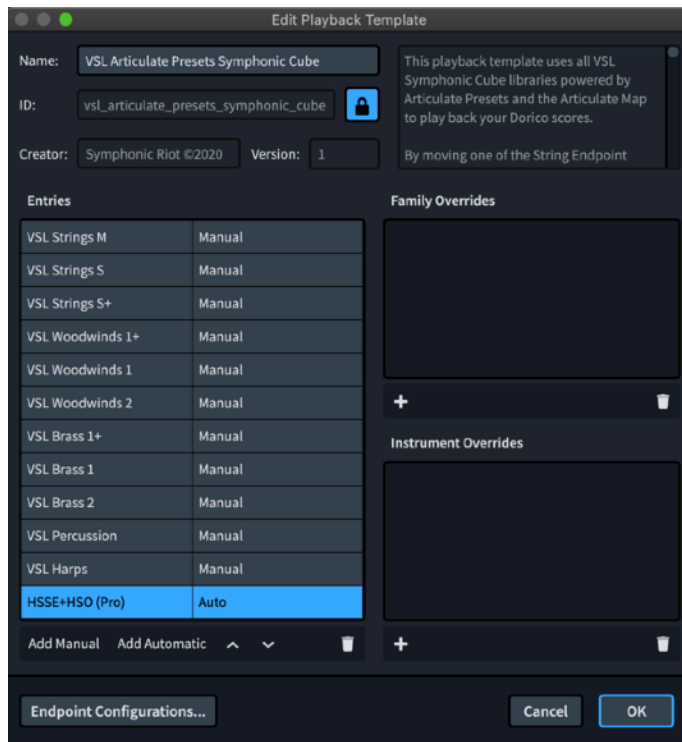 Edit Playback Template
Name:
VSL Articulate Presets Symphonic Cube
ID:
vsl_articulate_presets_symphonic_cube
Creator:
Symphonic Riot ©2020
Version:
1
This playback template uses all VSL
Symphonic Cube libraries powered by
Articulate Presets and the Articulate Map
to play back your Dorico scores.
By moving one of the String Endpoint
Entries
VSL Strings M Manual
VSL Strings S Manual
VSL Strings S+ Manual
VSL Woodwinds 1+ Manual
VSL Woodwinds 1 Manual
VSL Woodwinds 2 Manual
VSL Brass 1+ Manual
VSL Brass 1 Manual
VSL Brass 2 Manual
VSL Percussion Manual
VSL Harps Manual
HSSE+HSO (Pro) Auto
Add Manual Add Automatic
Family Overrides
+
Instrument Overrides
+
Endpoint Configurations...
Cancel
OK